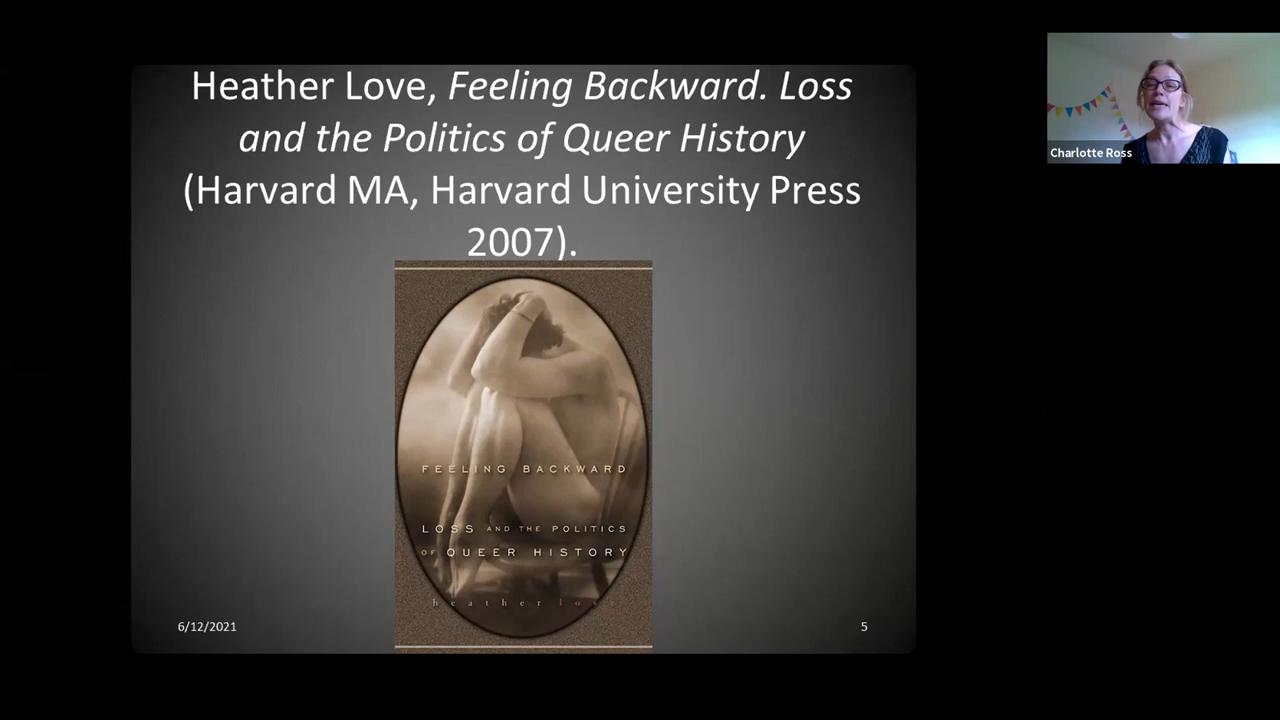 Heather Love, Feeling Backward. Loss
and the Politics of Queer History
(Harvard MA, Harvard University Press
2007).
FEELING BACKWARD
LOSS AND THE POLITICS
OF QUEER HISTORY
heather love
6/12/2021
5
Charlotte Ross